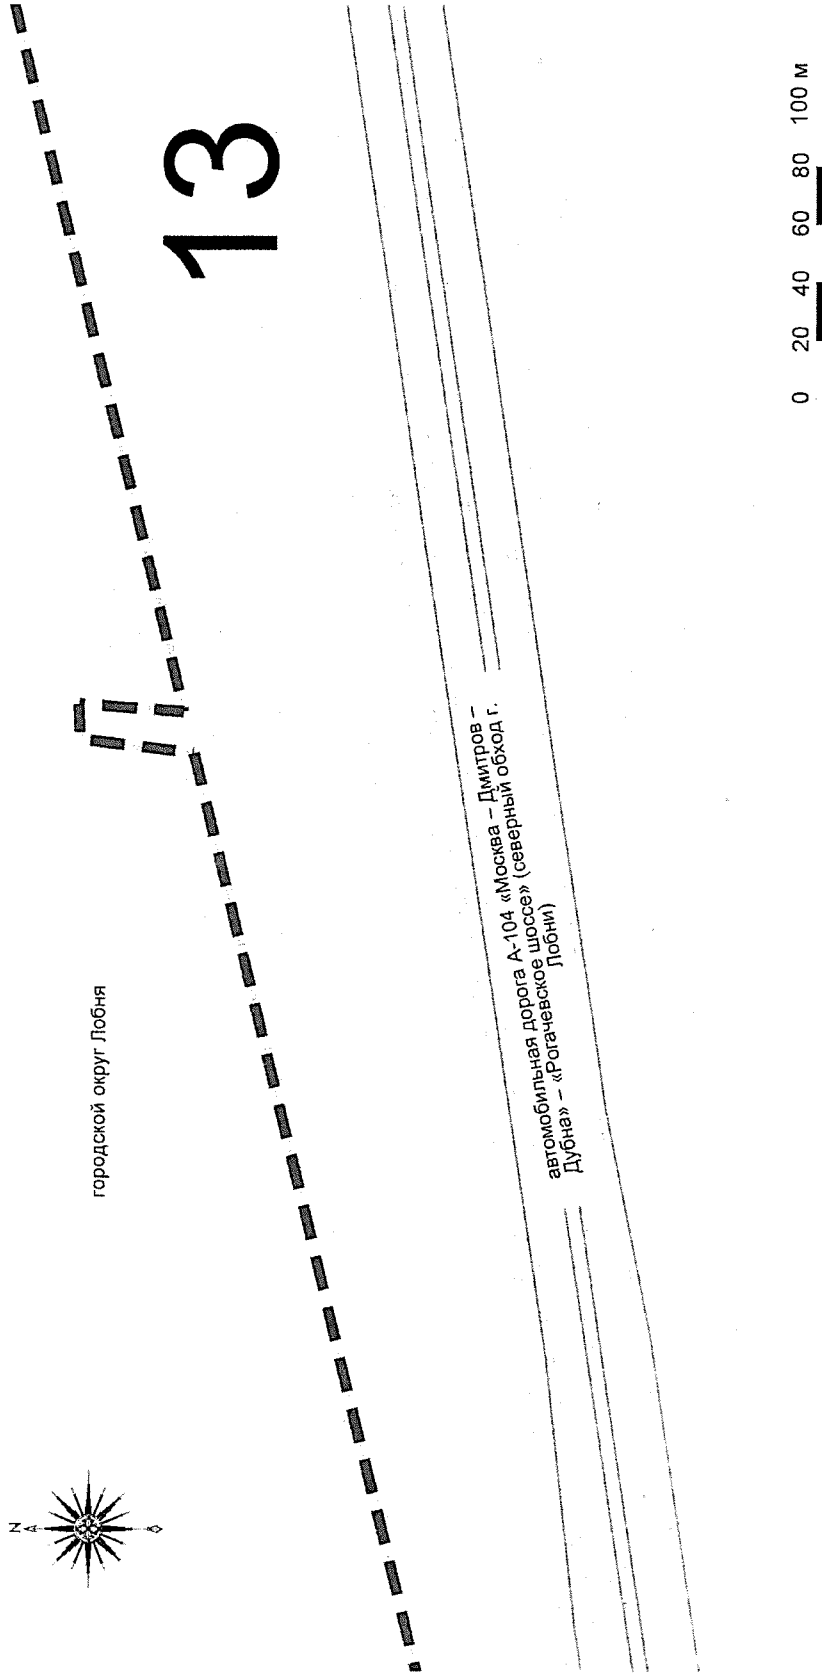 N
городской округ Лобня
13
автомобильная дорога А-104 «Москва – Дмитров –
Дубна» – «Рогачевское шоссе» (северный обход г.
Лобни)
0 20 40 60 80 100 м